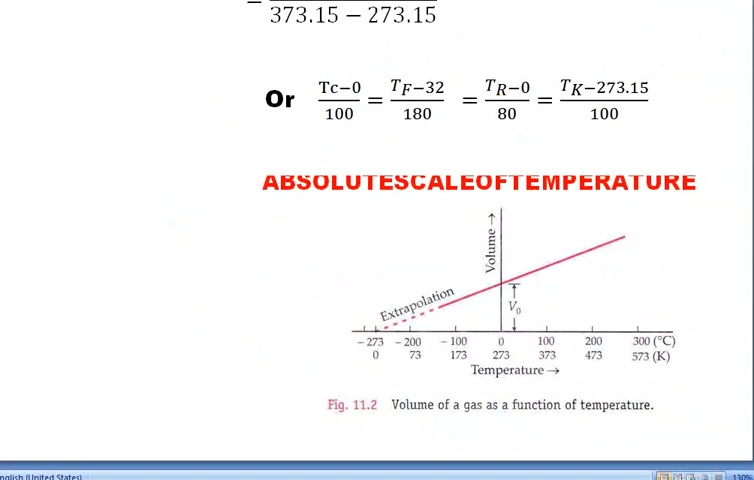 373.15 − 273.15
Or Tc−0/100 = TF−32/180 = TR−0/80 = TK−273.15/100
ABSOLUTESCALEOFTEMPERATURE
Volume →
Extrapolation
V0
−273 −200 −100 0 100 200 300 (°C)
0 73 173 273 373 473 573 (K)
Temperature →
Fig. 11.2 Volume of a gas as a function of temperature.
nglish (United States) 130%